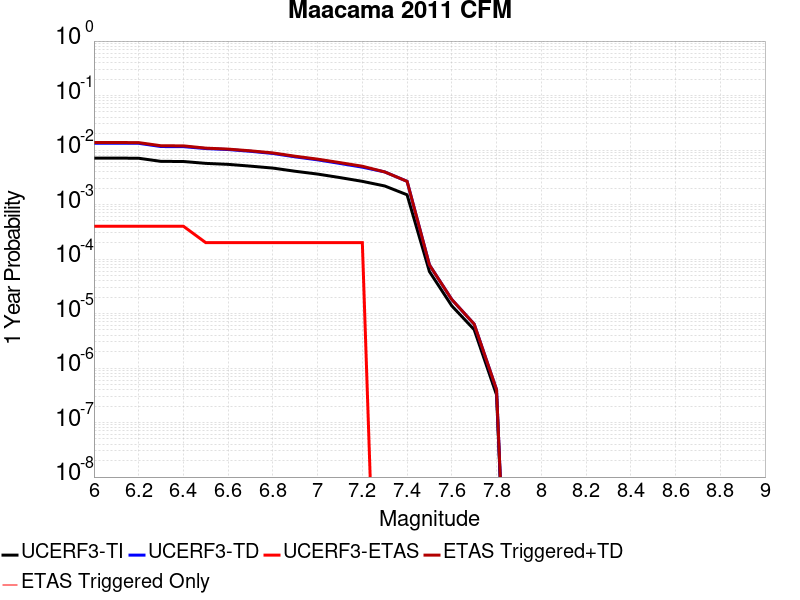 Maacama 2011 CFM
1 Year Probability
10^0
10^-1
10^-2
10^-3
10^-4
10^-5
10^-6
10^-7
10^-8
6 6.2 6.4 6.6 6.8 7 7.2 7.4 7.6 7.8 8 8.2 8.4 8.6 8.8 9
Magnitude
UCERF3-TI UCERF3-TD UCERF3-ETAS ETAS Triggered+TD
ETAS Triggered Only